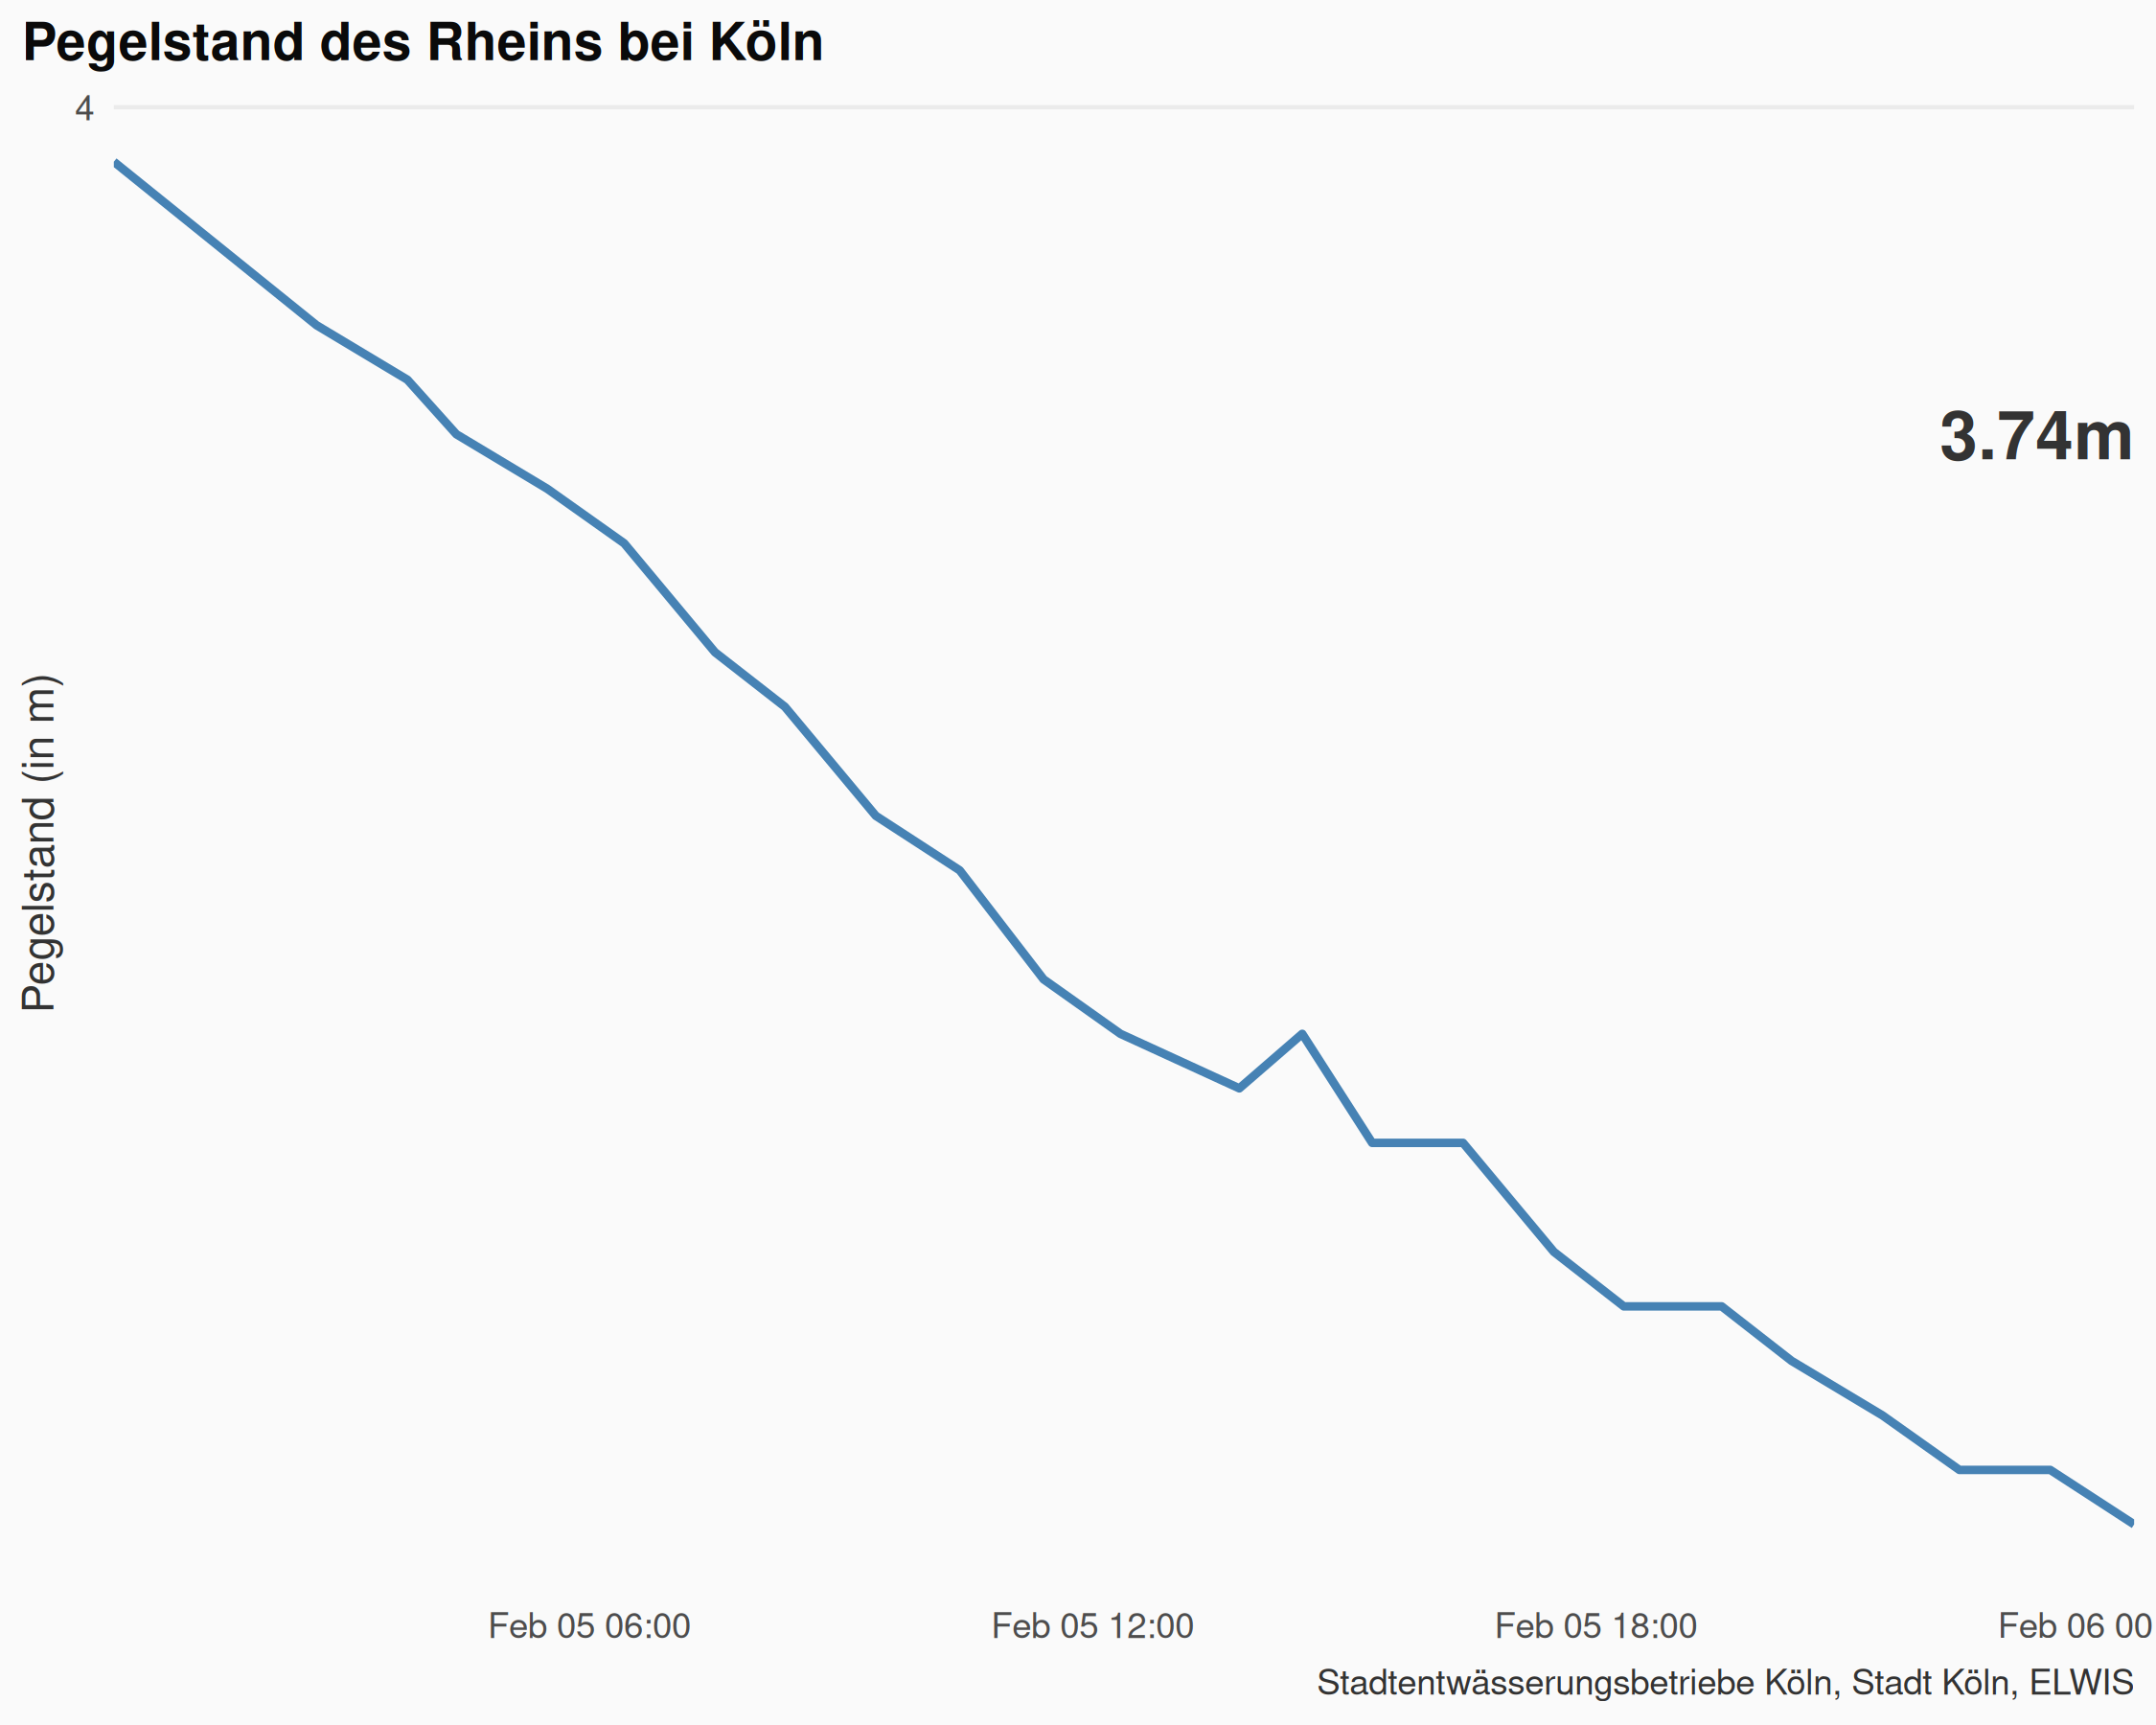 Pegelstand des Rheins bei Köln
4
3.74m
Pegelstand (in m)
Feb 05 06:00
Feb 05 12:00
Feb 05 18:00
Feb 06 00
Stadtentwässerungsbetriebe Köln, Stadt Köln, ELWIS